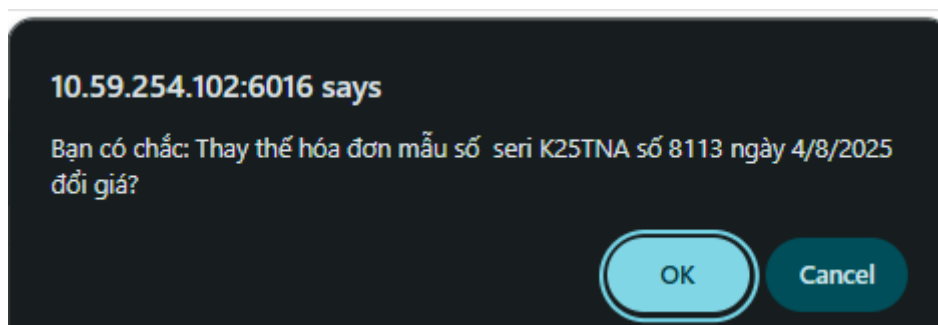 10.59.254.102:6016 says
Bạn có chắc: Thay thế hóa đơn mẫu số  seri K25TNA số 8113 ngày 4/8/2025
đổi giá?
OK
Cancel